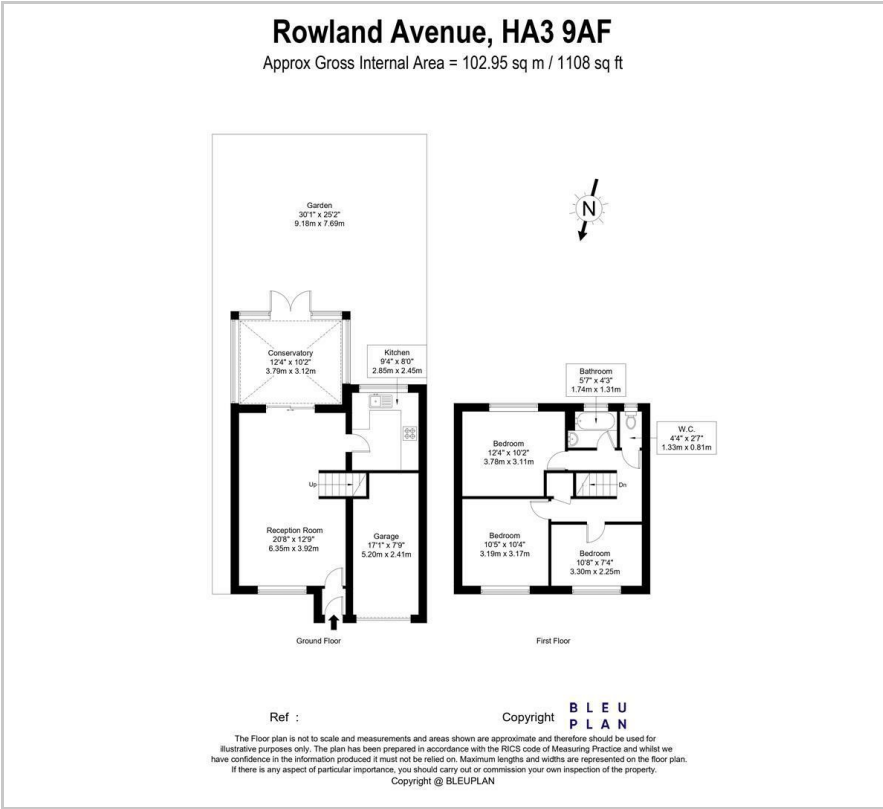 Rowland Avenue, HA3 9AF
Approx Gross Internal Area = 102.95 sq m / 1108 sq ft
Garden
30'1" x 25'2"
9.18m x 7.69m
N
Conservatory
12'4" x 10'2"
3.79m x 3.12m
Kitchen
9'4" x 8'0"
2.85m x 2.45m
Up
Reception Room
20'8" x 12'9"
6.35m x 3.92m
Garage
17'1" x 7'9"
5.20m x 2.41m
Ground Floor
Bathroom
5'7" x 4'3"
1.74m x 1.31m
W.C.
4'4" x 2'7"
1.33m x 0.81m
Bedroom
12'4" x 10'2"
3.78m x 3.11m
Dn
Bedroom
10'5" x 10'4"
3.19m x 3.17m
Bedroom
10'8" x 7'4"
3.30m x 2.25m
First Floor
Ref :
Copyright
BLEU
PLAN
The Floor plan is not to scale and measurements and areas shown are approximate and therefore should be used for
illustrative purposes only. The plan has been prepared in accordance with the RICS code of Measuring Practice and whilst we
have confidence in the information produced it must not be relied on. Maximum lengths and widths are represented on the floor plan.
If there is any aspect of particular importance, you should carry out or commission your own inspection of the property.
Copyright @ BLEUPLAN